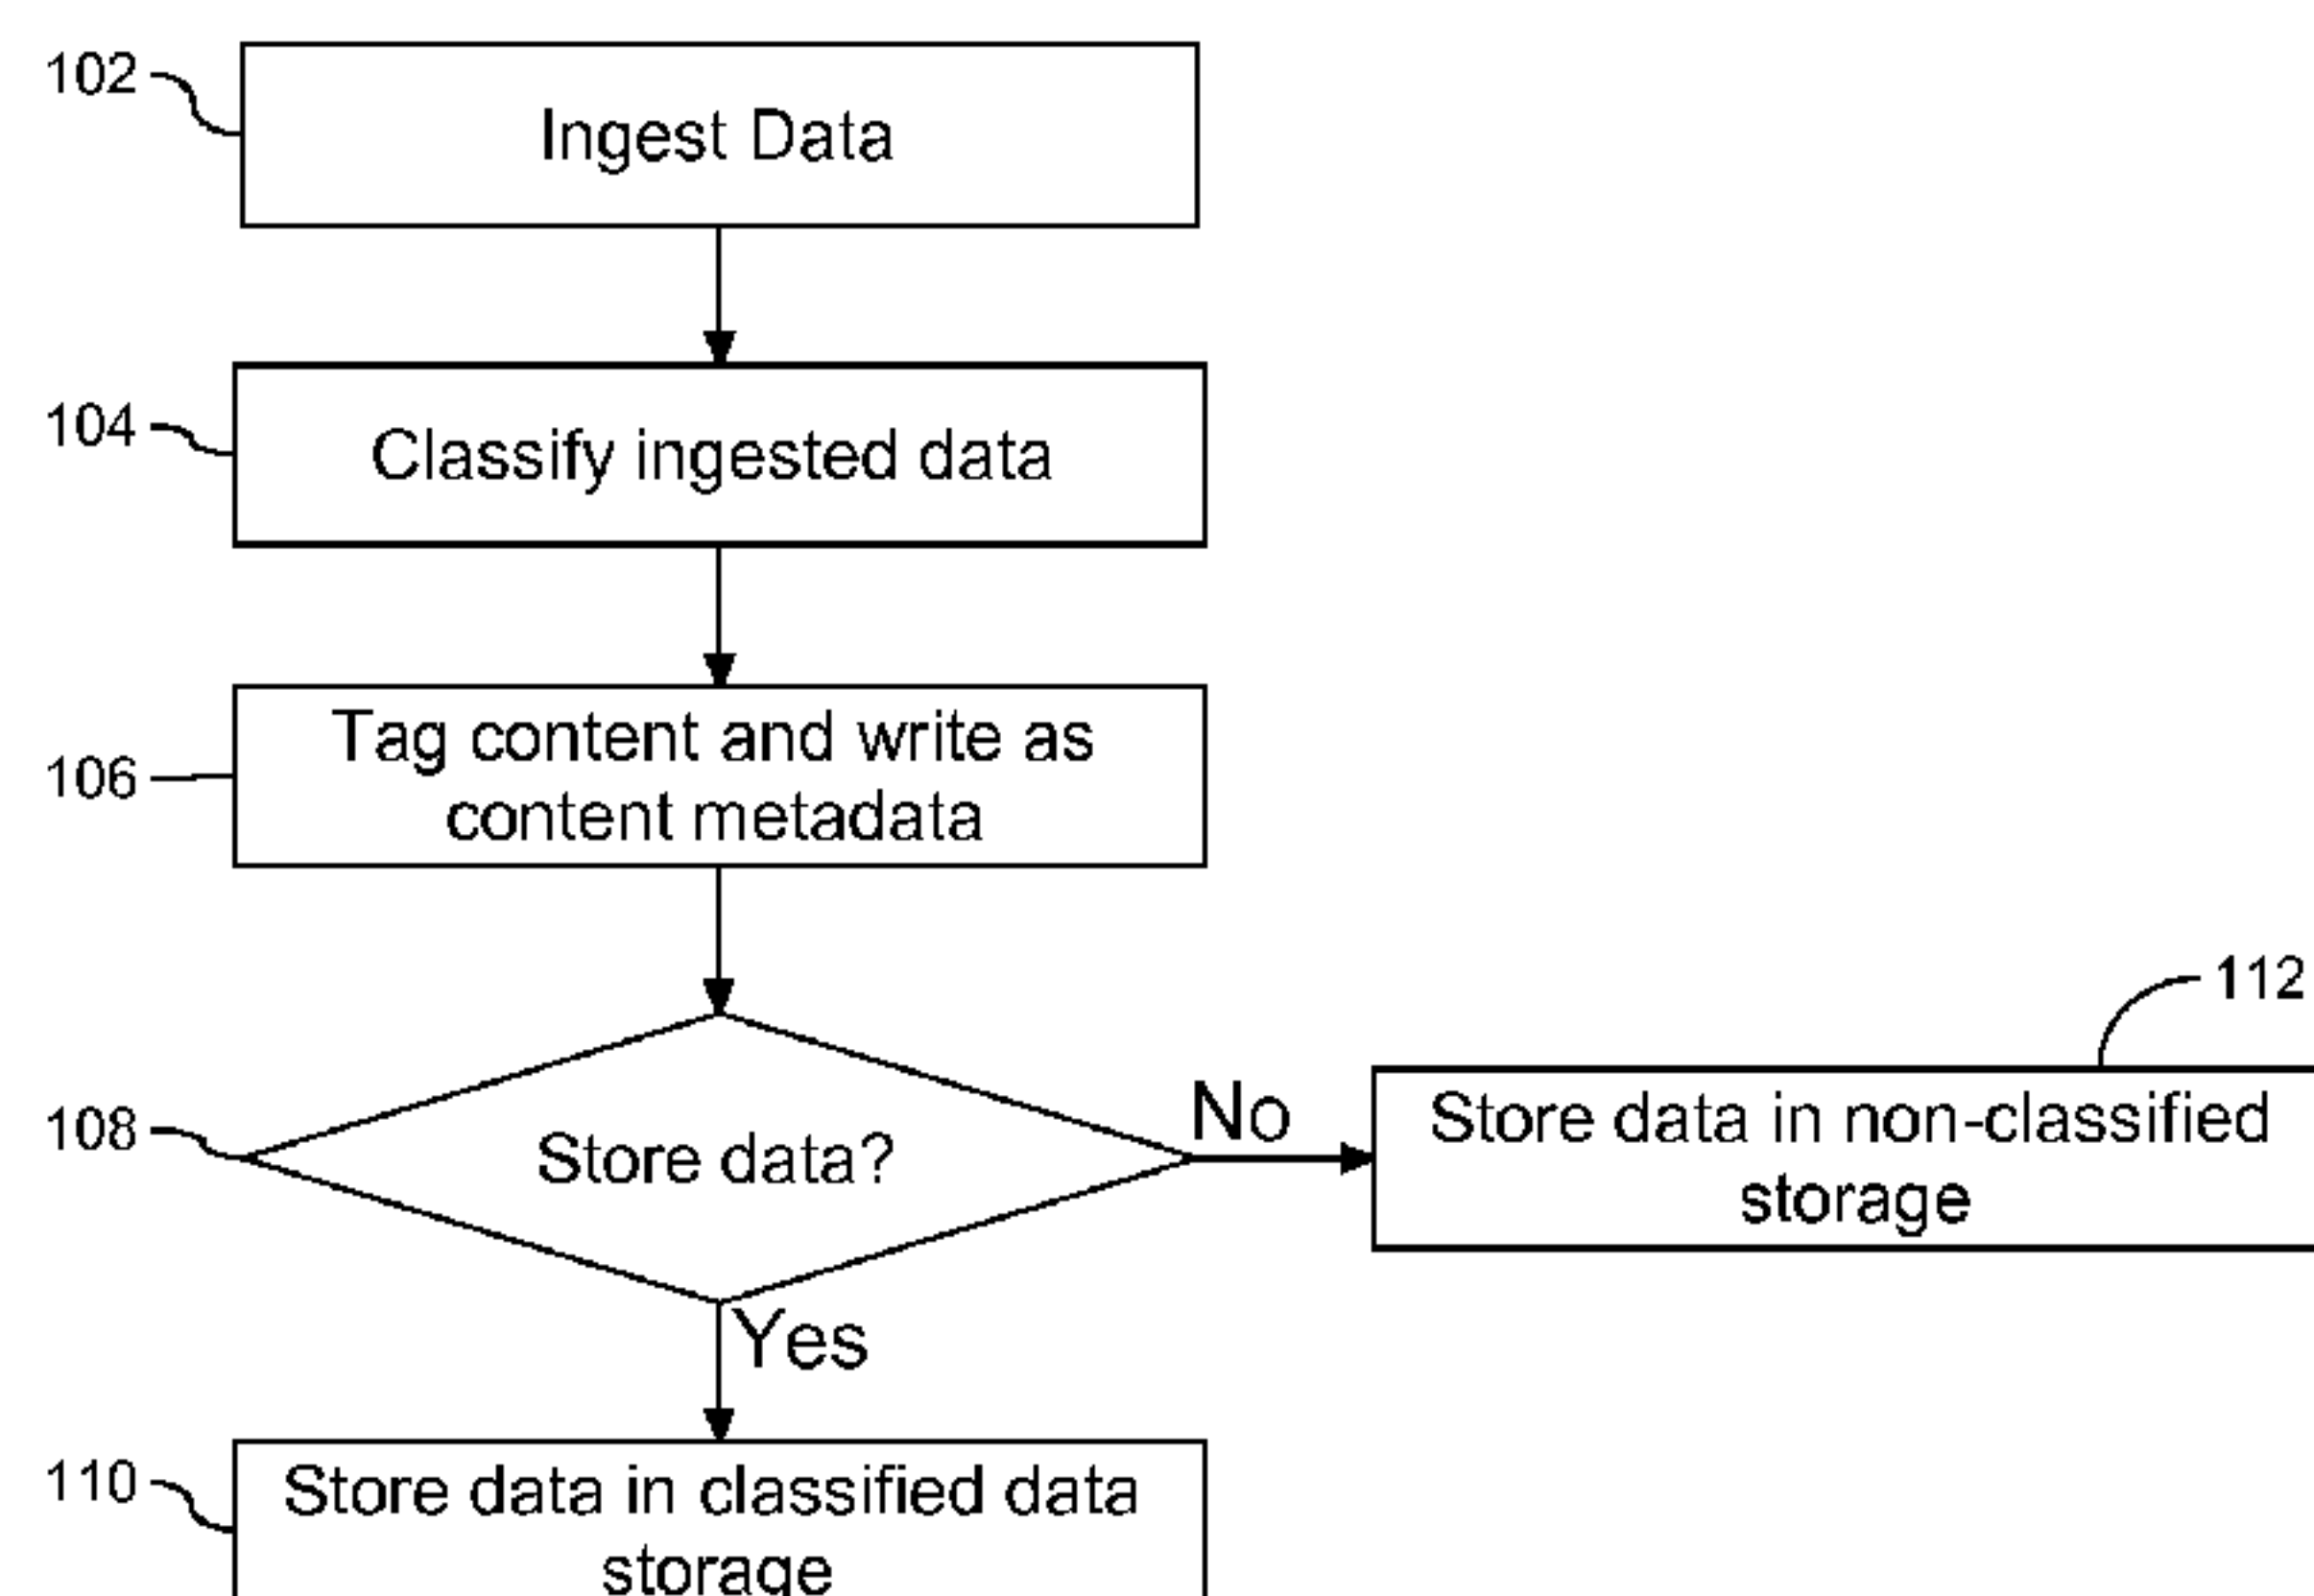 102
Ingest Data
104
Classify ingested data
106
Tag content and write as
content metadata
108
Store data?
No
112
Store data in non-classified
storage
Yes
110
Store data in classified data
storage